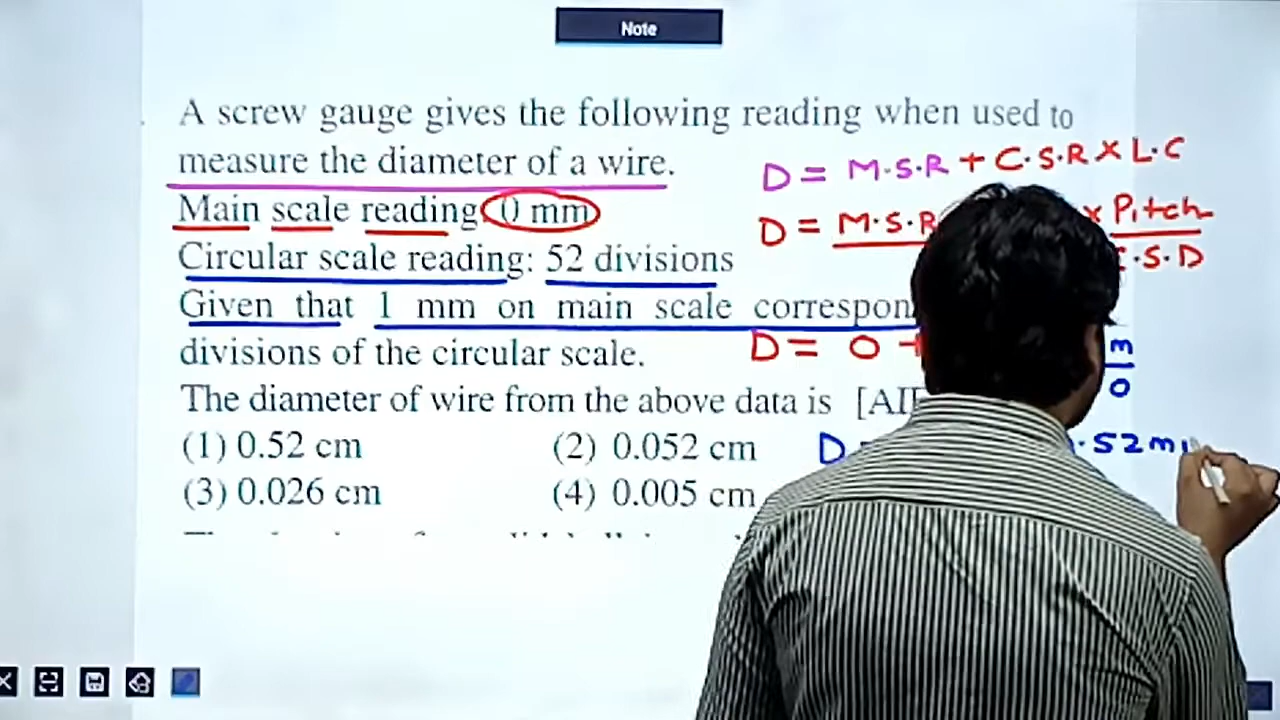 Note
A screw gauge gives the following reading when used to
measure the diameter of a wire.
D = M.S.R + C.S.R × L.C
Main scale reading 0 mm
D = M.S.R × Pitch
.S.D
Circular scale reading: 52 divisions
Given that 1 mm on main scale correspon
divisions of the circular scale.
D = 0 + m
0
The diameter of wire from the above data is [AI
(1) 0.52 cm (2) 0.052 cm
D .52m
(3) 0.026 cm (4) 0.005 cm